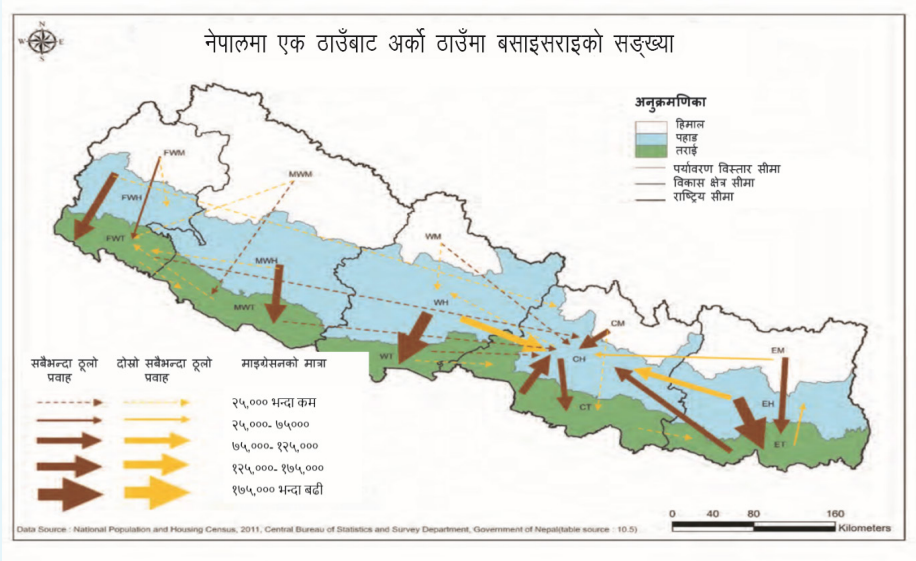 N
W E
S
नेपालमा एक ठाउँबाट अर्को ठाउँमा बसाइसराइको सङ्ख्या
अनुक्रमणिका
हिमाल
पहाड
तराई
पर्यावरण विस्तार सीमा
विकास क्षेत्र सीमा
राष्ट्रिय सीमा
FWM
MWM
FWH
FWT
WM
MWH
MWT
WH
CM
WT
CH
EM
CT
EH
ET
सबैभन्दा ठूलो प्रवाह
दोस्रो सबैभन्दा ठूलो प्रवाह
माइग्रेसनको मात्रा
२५,००० भन्दा कम
२५,०००- ७५०००
७५,०००- १२५,०००
१२५,०००- १७५,०००
१७५,००० भन्दा बढी
0 40 80 160
Kilometers
Data Source : National Population and Housing Census, 2011, Central Bureau of Statistics and Survey Department, Government of Nepal(table source : 10.5)